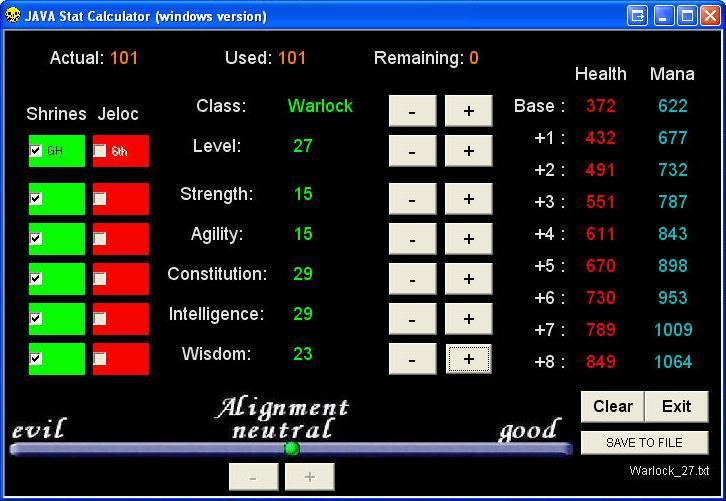 JAVA Stat Calculator (windows version)
Actual: 101 Used: 101 Remaining: 0
Health Mana
Shrines Jeloc Class: Warlock - + Base : 372 622
GH 6th Level: 27 - + +1 : 432 677
+2 : 491 732
Strength: 15 - + +3 : 551 787
Agility: 15 - + +4 : 611 843
Constitution: 29 - + +5 : 670 898
Intelligence: 29 - + +6 : 730 953
+7 : 789 1009
Wisdom: 23 - + +8 : 849 1064
Alignment
evil neutral good
Clear Exit
SAVE TO FILE
- +
Warlock_27.txt